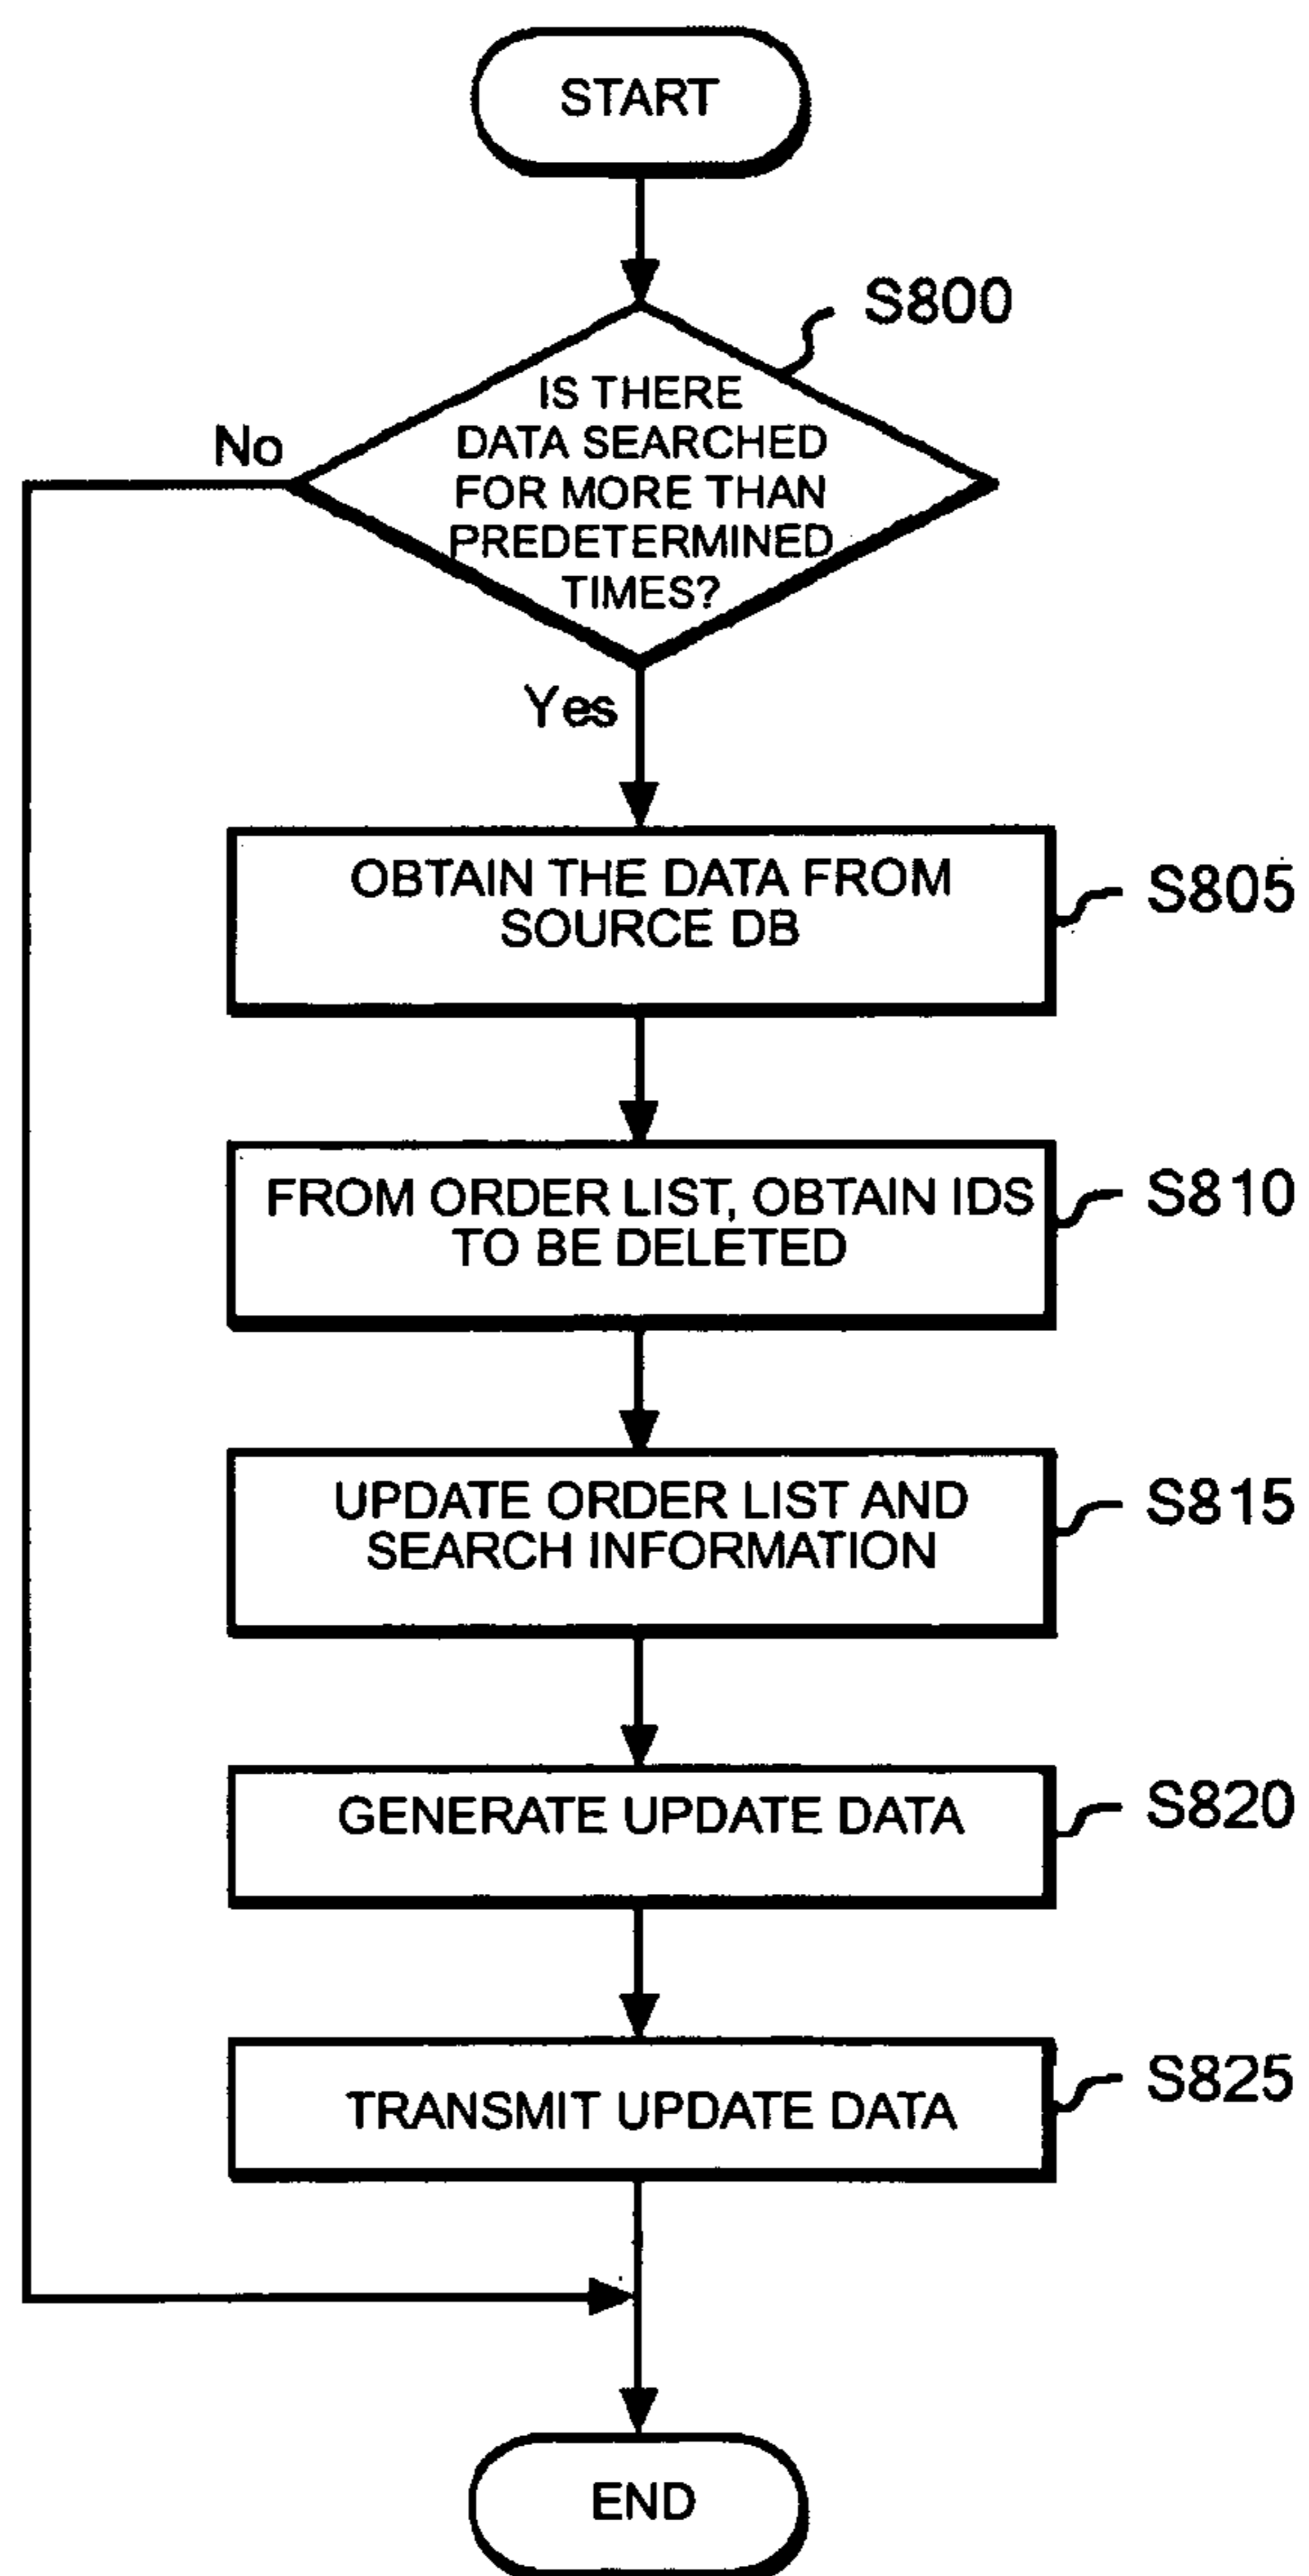 START
S800
IS THERE
DATA SEARCHED
FOR MORE THAN
PREDETERMINED
TIMES?
No
Yes
OBTAIN THE DATA FROM
SOURCE DB
S805
FROM ORDER LIST, OBTAIN IDS
TO BE DELETED
S810
UPDATE ORDER LIST AND
SEARCH INFORMATION
S815
GENERATE UPDATE DATA
S820
TRANSMIT UPDATE DATA
S825
END